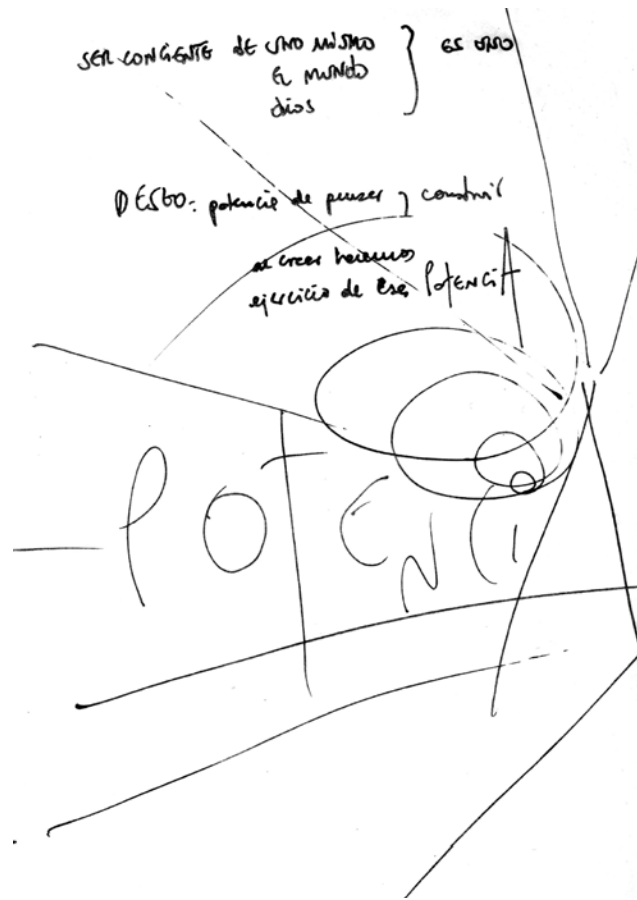 SER CONCIENTE DE UNO MISMO } ES UNO
EL MUNDO
dios
DESEO: potencia de pensar y construir
al crear hacemos
ejercicio de esa POTENCIA
POTENCI